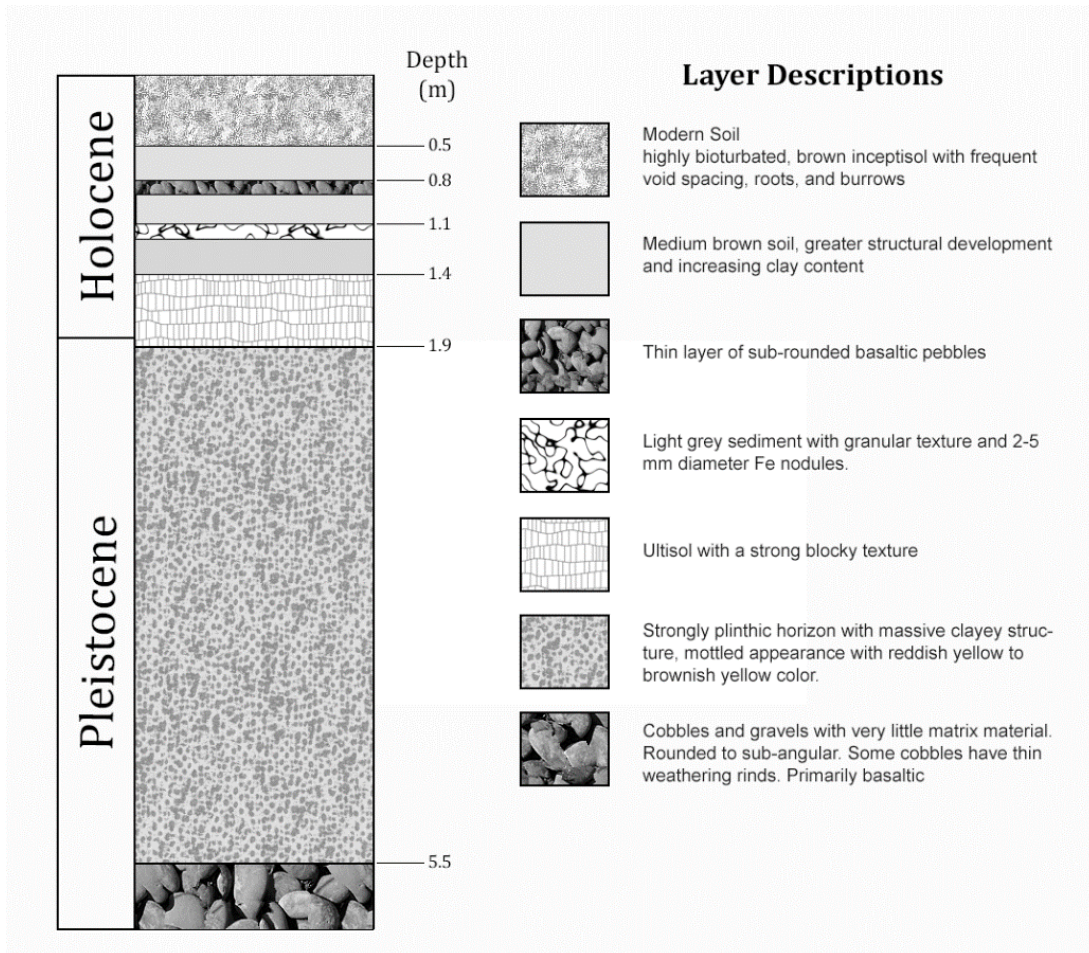 Depth
(m)
Holocene
Pleistocene
0.5
0.8
1.1
1.4
1.9
5.5
Layer Descriptions
Modern Soil
highly bioturbated, brown inceptisol with frequent
void spacing, roots, and burrows
Medium brown soil, greater structural development
and increasing clay content
Thin layer of sub-rounded basaltic pebbles
Light grey sediment with granular texture and 2-5
mm diameter Fe nodules.
Ultisol with a strong blocky texture
Strongly plinthic horizon with massive clayey struc-
ture, mottled appearance with reddish yellow to
brownish yellow color.
Cobbles and gravels with very little matrix material.
Rounded to sub-angular. Some cobbles have thin
weathering rinds. Primarily basaltic